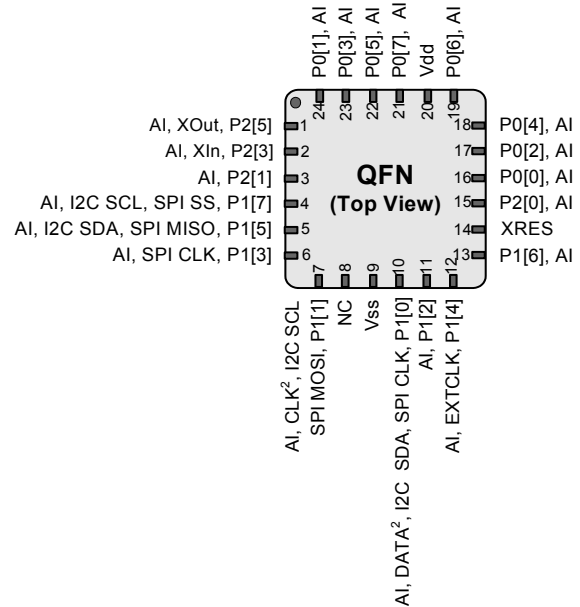 P0[1], AI
P0[3], AI
P0[5], AI
P0[7], AI
Vdd
P0[6], AI
24
23
22
21
20
19
AI, XOut, P2[5]
1
18
P0[4], AI
AI, XIn, P2[3]
2
17
P0[2], AI
AI, P2[1]
3
QFN
16
P0[0], AI
AI, I2C SCL, SPI SS, P1[7]
4
(Top View)
15
P2[0], AI
AI, I2C SDA, SPI MISO, P1[5]
5
14
XRES
AI, SPI CLK, P1[3]
6
13
P1[6], AI
7
8
9
10
11
12
AI, CLK², I2C SCL
SPI MOSI, P1[1]
NC
Vss
AI, DATA², I2C SDA, SPI CLK, P1[0]
AI, P1[2]
AI, EXTCLK, P1[4]